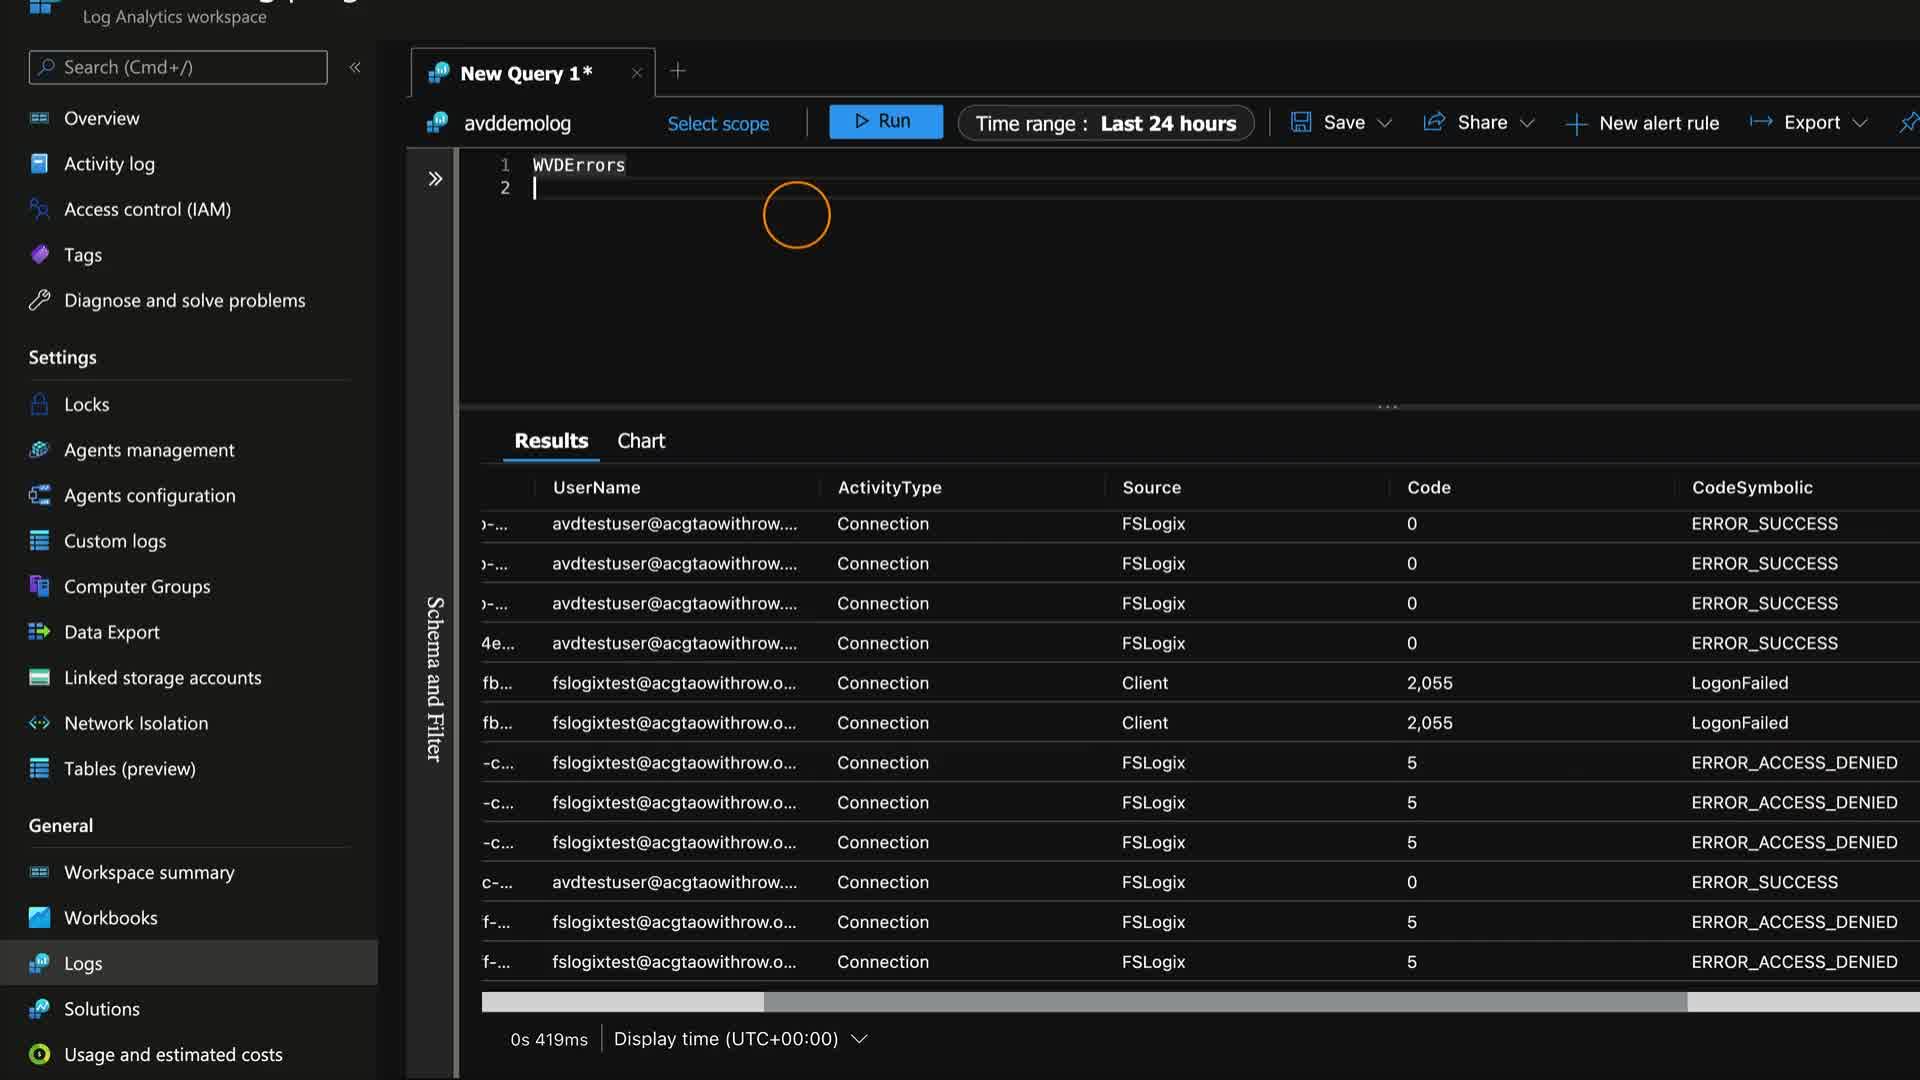 Log Analytics workspace
Search (Cmd+/)
«
Overview
Activity log
Access control (IAM)
Tags
Diagnose and solve problems
Settings
Locks
Agents management
Agents configuration
Custom logs
Computer Groups
Data Export
Linked storage accounts
Network Isolation
Tables (preview)
General
Workspace summary
Workbooks
Logs
Solutions
Usage and estimated costs
New Query 1*
avddemolog Select scope Run Time range : Last 24 hours Save Share New alert rule Export
1 WVDErrors
2
Schema and Filter
Results Chart
UserName ActivityType Source Code CodeSymbolic
-... avdtestuser@acgtaowithrow.... Connection FSLogix 0 ERROR_SUCCESS
-... avdtestuser@acgtaowithrow.... Connection FSLogix 0 ERROR_SUCCESS
-... avdtestuser@acgtaowithrow.... Connection FSLogix 0 ERROR_SUCCESS
4e... avdtestuser@acgtaowithrow.... Connection FSLogix 0 ERROR_SUCCESS
fb... fslogixtest@acgtaowithrow.o... Connection Client 2,055 LogonFailed
fb... fslogixtest@acgtaowithrow.o... Connection Client 2,055 LogonFailed
-c... fslogixtest@acgtaowithrow.o... Connection FSLogix 5 ERROR_ACCESS_DENIED
-c... fslogixtest@acgtaowithrow.o... Connection FSLogix 5 ERROR_ACCESS_DENIED
-c... fslogixtest@acgtaowithrow.o... Connection FSLogix 5 ERROR_ACCESS_DENIED
c-... avdtestuser@acgtaowithrow.... Connection FSLogix 0 ERROR_SUCCESS
f-... fslogixtest@acgtaowithrow.o... Connection FSLogix 5 ERROR_ACCESS_DENIED
f-... fslogixtest@acgtaowithrow.o... Connection FSLogix 5 ERROR_ACCESS_DENIED
0s 419ms Display time (UTC+00:00)